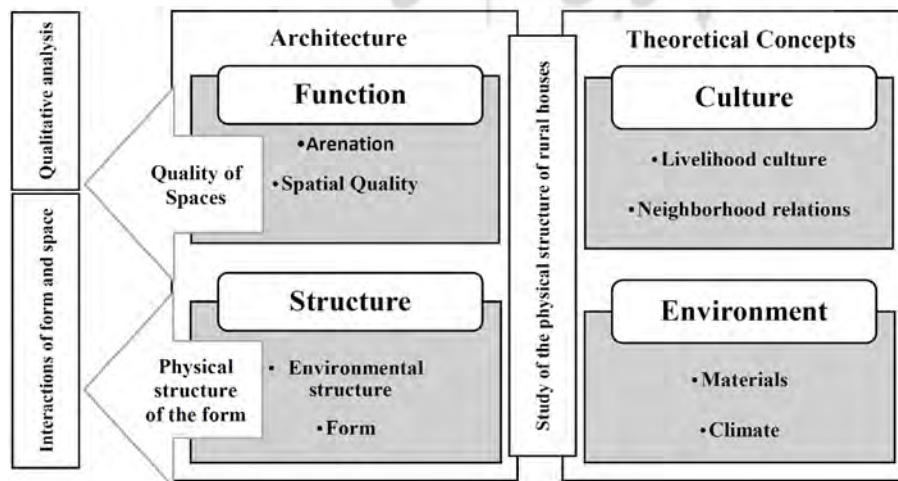 Qualitative analysis
Interactions of form and space
Architecture
Function
•Arenation
•Spatial Quality
Quality of
Spaces
Structure
• Environmental
structure
•Form
Physical
structure
of the form
Study of the physical structure of rural houses
Theoretical Concepts
Culture
•Livelihood culture
•Neighborhood relations
Environment
•Materials
•Climate